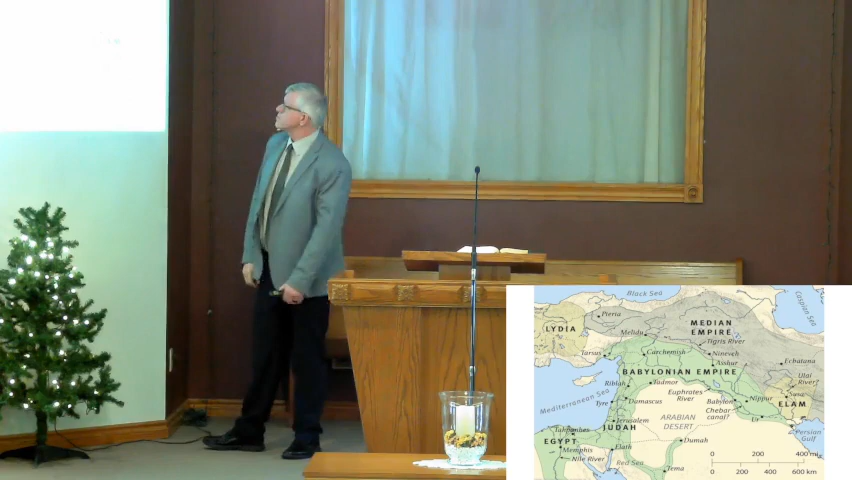 Black Sea
Caspian Sea
Pteria
LYDIA
MEDIAN
EMPIRE
Melidu
Tigris River
Tarsus
Carchemish
Nineveh
Asshur
Ecbatana
BABYLONIAN EMPIRE
Riblah
Tadmor
Ulai
River?
Mediterranean Sea
Euphrates
River
Babylon
Nippur
Susa
ELAM
Tyre
Damascus
Chebar
canal?
Ur
ARABIAN
DESERT
Jerusalem
JUDAH
Tahpanhes
Persian
Gulf
EGYPT
Dumah
Elath
Memphis
Nile River
Red Sea
Tema
0 200 400 mi
0 200 400 600 km